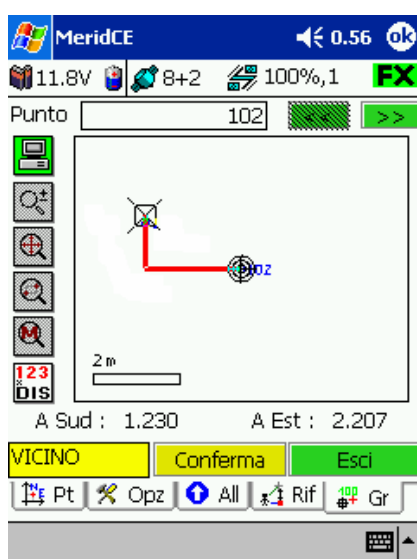 MeridCE 0.56 ok
11.8V 8+2 100%,1 FX
Punto 102 << >>
102
M
2 m
123
DIS
A Sud : 1.230 A Est : 2.207
VICINO Conferma Esci
Pt Opz All Rif Gr